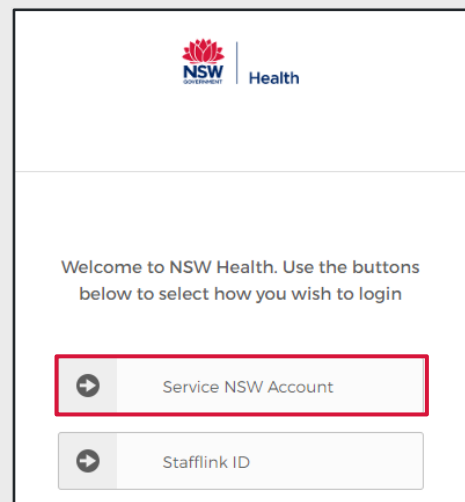 NSW
GOVERNMENT
Health
Welcome to NSW Health. Use the buttons
below to select how you wish to login
Service NSW Account
Stafflink ID